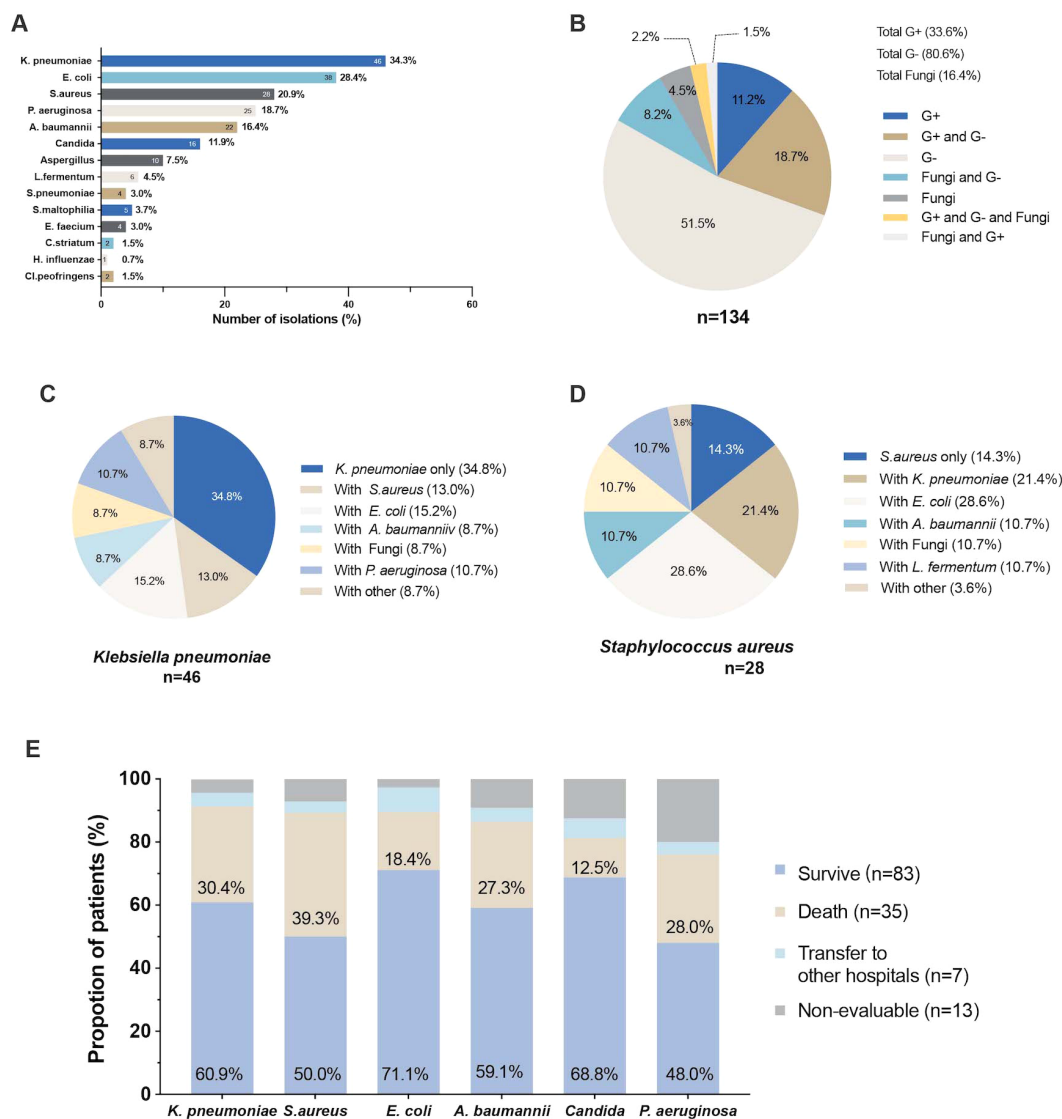 A
K. pneumoniae 46 34.3%
E. coli 38 28.4%
S.aureus 28 20.9%
P. aeruginosa 25 18.7%
A. baumannii 22 16.4%
Candida 16 11.9%
Aspergillus 10 7.5%
L.fermentum 6 4.5%
S.pneumoniae 4 3.0%
S.maltophilia 5 3.7%
E. faecium 4 3.0%
C.striatum 2 1.5%
H. influenzae 1 0.7%
Cl.peofringens 2 1.5%
0 20 40 60
Number of isolations (%)
B
2.2% 1.5%
4.5% 11.2%
8.2%
18.7%
51.5%
n=134
Total G+ (33.6%)
Total G- (80.6%)
Total Fungi (16.4%)
G+
G+ and G-
G-
Fungi and G-
Fungi
G+ and G- and Fungi
Fungi and G+
C
8.7%
10.7% 34.8%
8.7%
8.7%
15.2% 13.0%
K. pneumoniae only (34.8%)
With S.aureus (13.0%)
With E. coli (15.2%)
With A. baumanniiv (8.7%)
With Fungi (8.7%)
With P. aeruginosa (10.7%)
With other (8.7%)
Klebsiella pneumoniae
n=46
D
3.6%
10.7% 14.3%
10.7% 21.4%
10.7%
28.6%
S.aureus only (14.3%)
With K. pneumoniae (21.4%)
With E. coli (28.6%)
With A. baumannii (10.7%)
With Fungi (10.7%)
With L. fermentum (10.7%)
With other (3.6%)
Staphylococcus aureus
n=28
E
Propotion of patients (%)
100
80
60
40
20
0
30.4% 39.3% 18.4% 27.3% 12.5% 28.0%
60.9% 50.0% 71.1% 59.1% 68.8% 48.0%
K. pneumoniae S.aureus E. coli A. baumannii Candida P. aeruginosa
Survive (n=83)
Death (n=35)
Transfer to
other hospitals (n=7)
Non-evaluable (n=13)